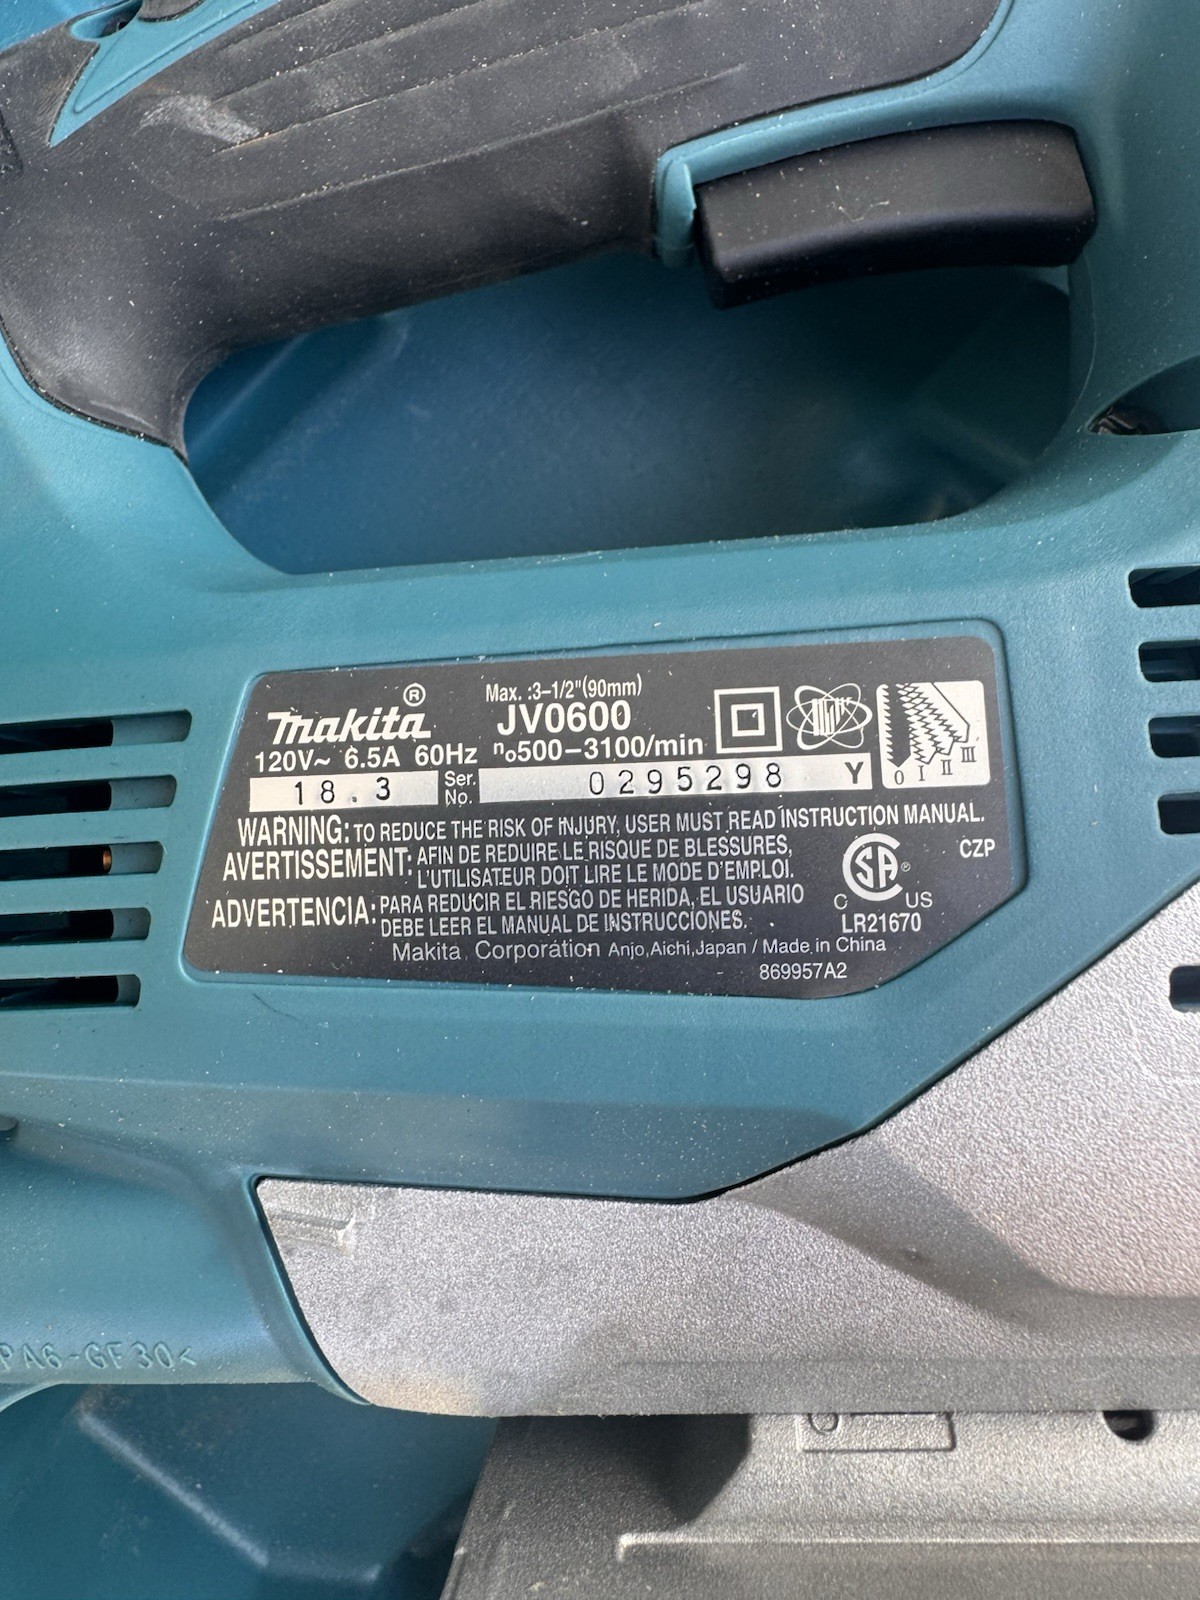 Makita® Max. :3-1/2"(90mm)
JV0600
120V~ 6.5A 60Hz n₀500-3100/min
18.3 Ser. No. 0295298 Y
0 I II III
WARNING: TO REDUCE THE RISK OF INJURY, USER MUST READ INSTRUCTION MANUAL.
AVERTISSEMENT: AFIN DE REDUIRE LE RISQUE DE BLESSURES,
L'UTILISATEUR DOIT LIRE LE MODE D'EMPLOI.
ADVERTENCIA: PARA REDUCIR EL RIESGO DE HERIDA, EL USUARIO
DEBE LEER EL MANUAL DE INSTRUCCIONES.
CZP
SA®
C US
LR21670
Makita Corporation Anjo,Aichi,Japan / Made in China
869957A2
PA6-GF30<